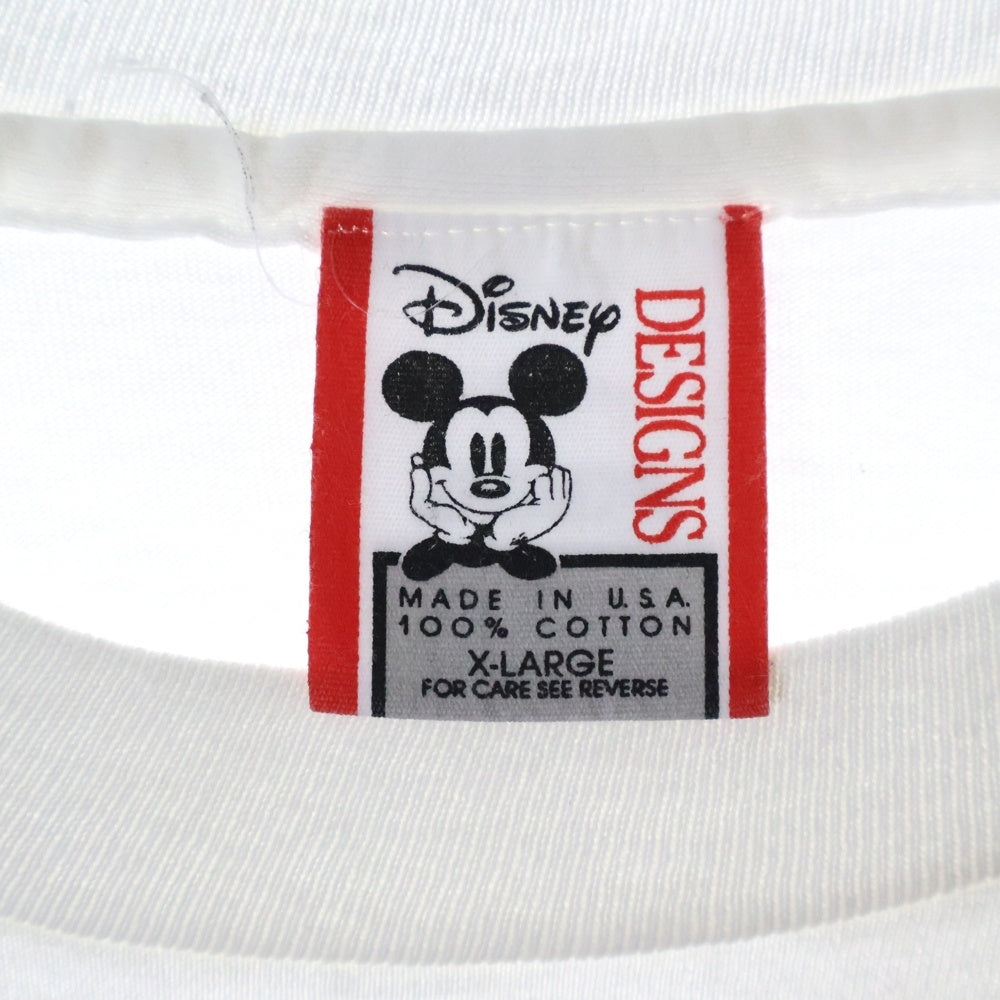 Disney
DESIGNS
MADE IN U.S.A.
100% COTTON
X-LARGE
FOR CARE SEE REVERSE